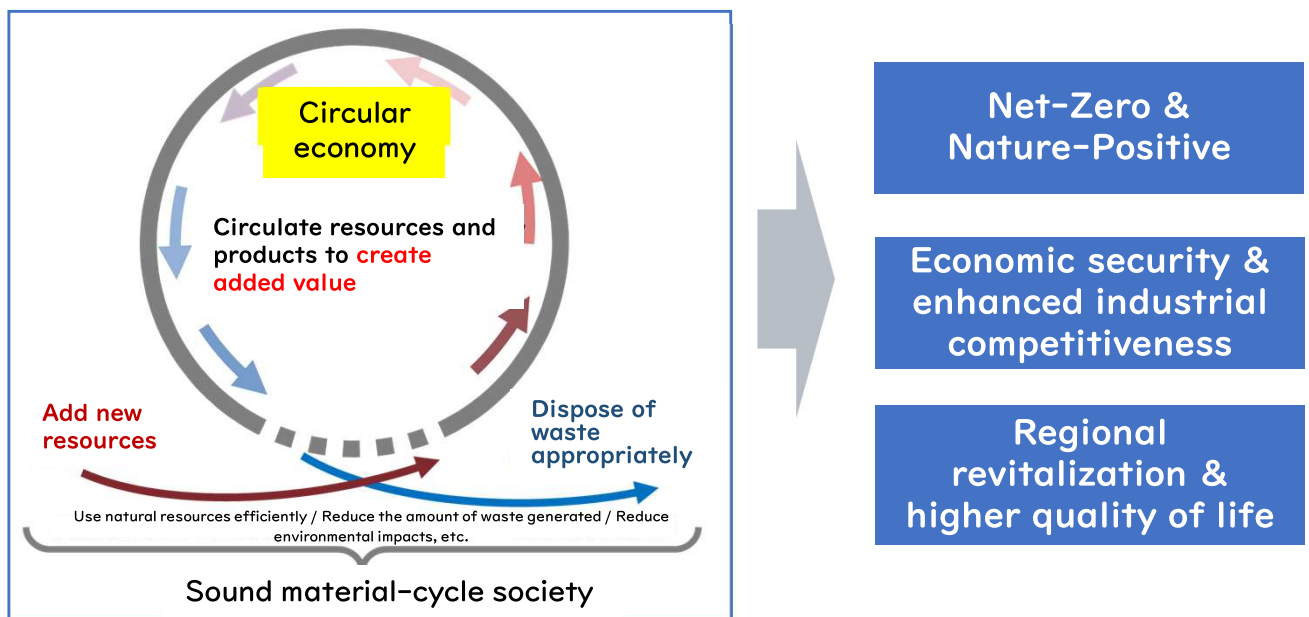 Circular
economy
Circulate resources and
products to create
added value
Add new
resources
Dispose of
waste
appropriately
Use natural resources efficiently / Reduce the amount of waste generated / Reduce
environmental impacts, etc.
Sound material-cycle society
Net-Zero &
Nature-Positive
Economic security &
enhanced industrial
competitiveness
Regional
revitalization &
higher quality of life